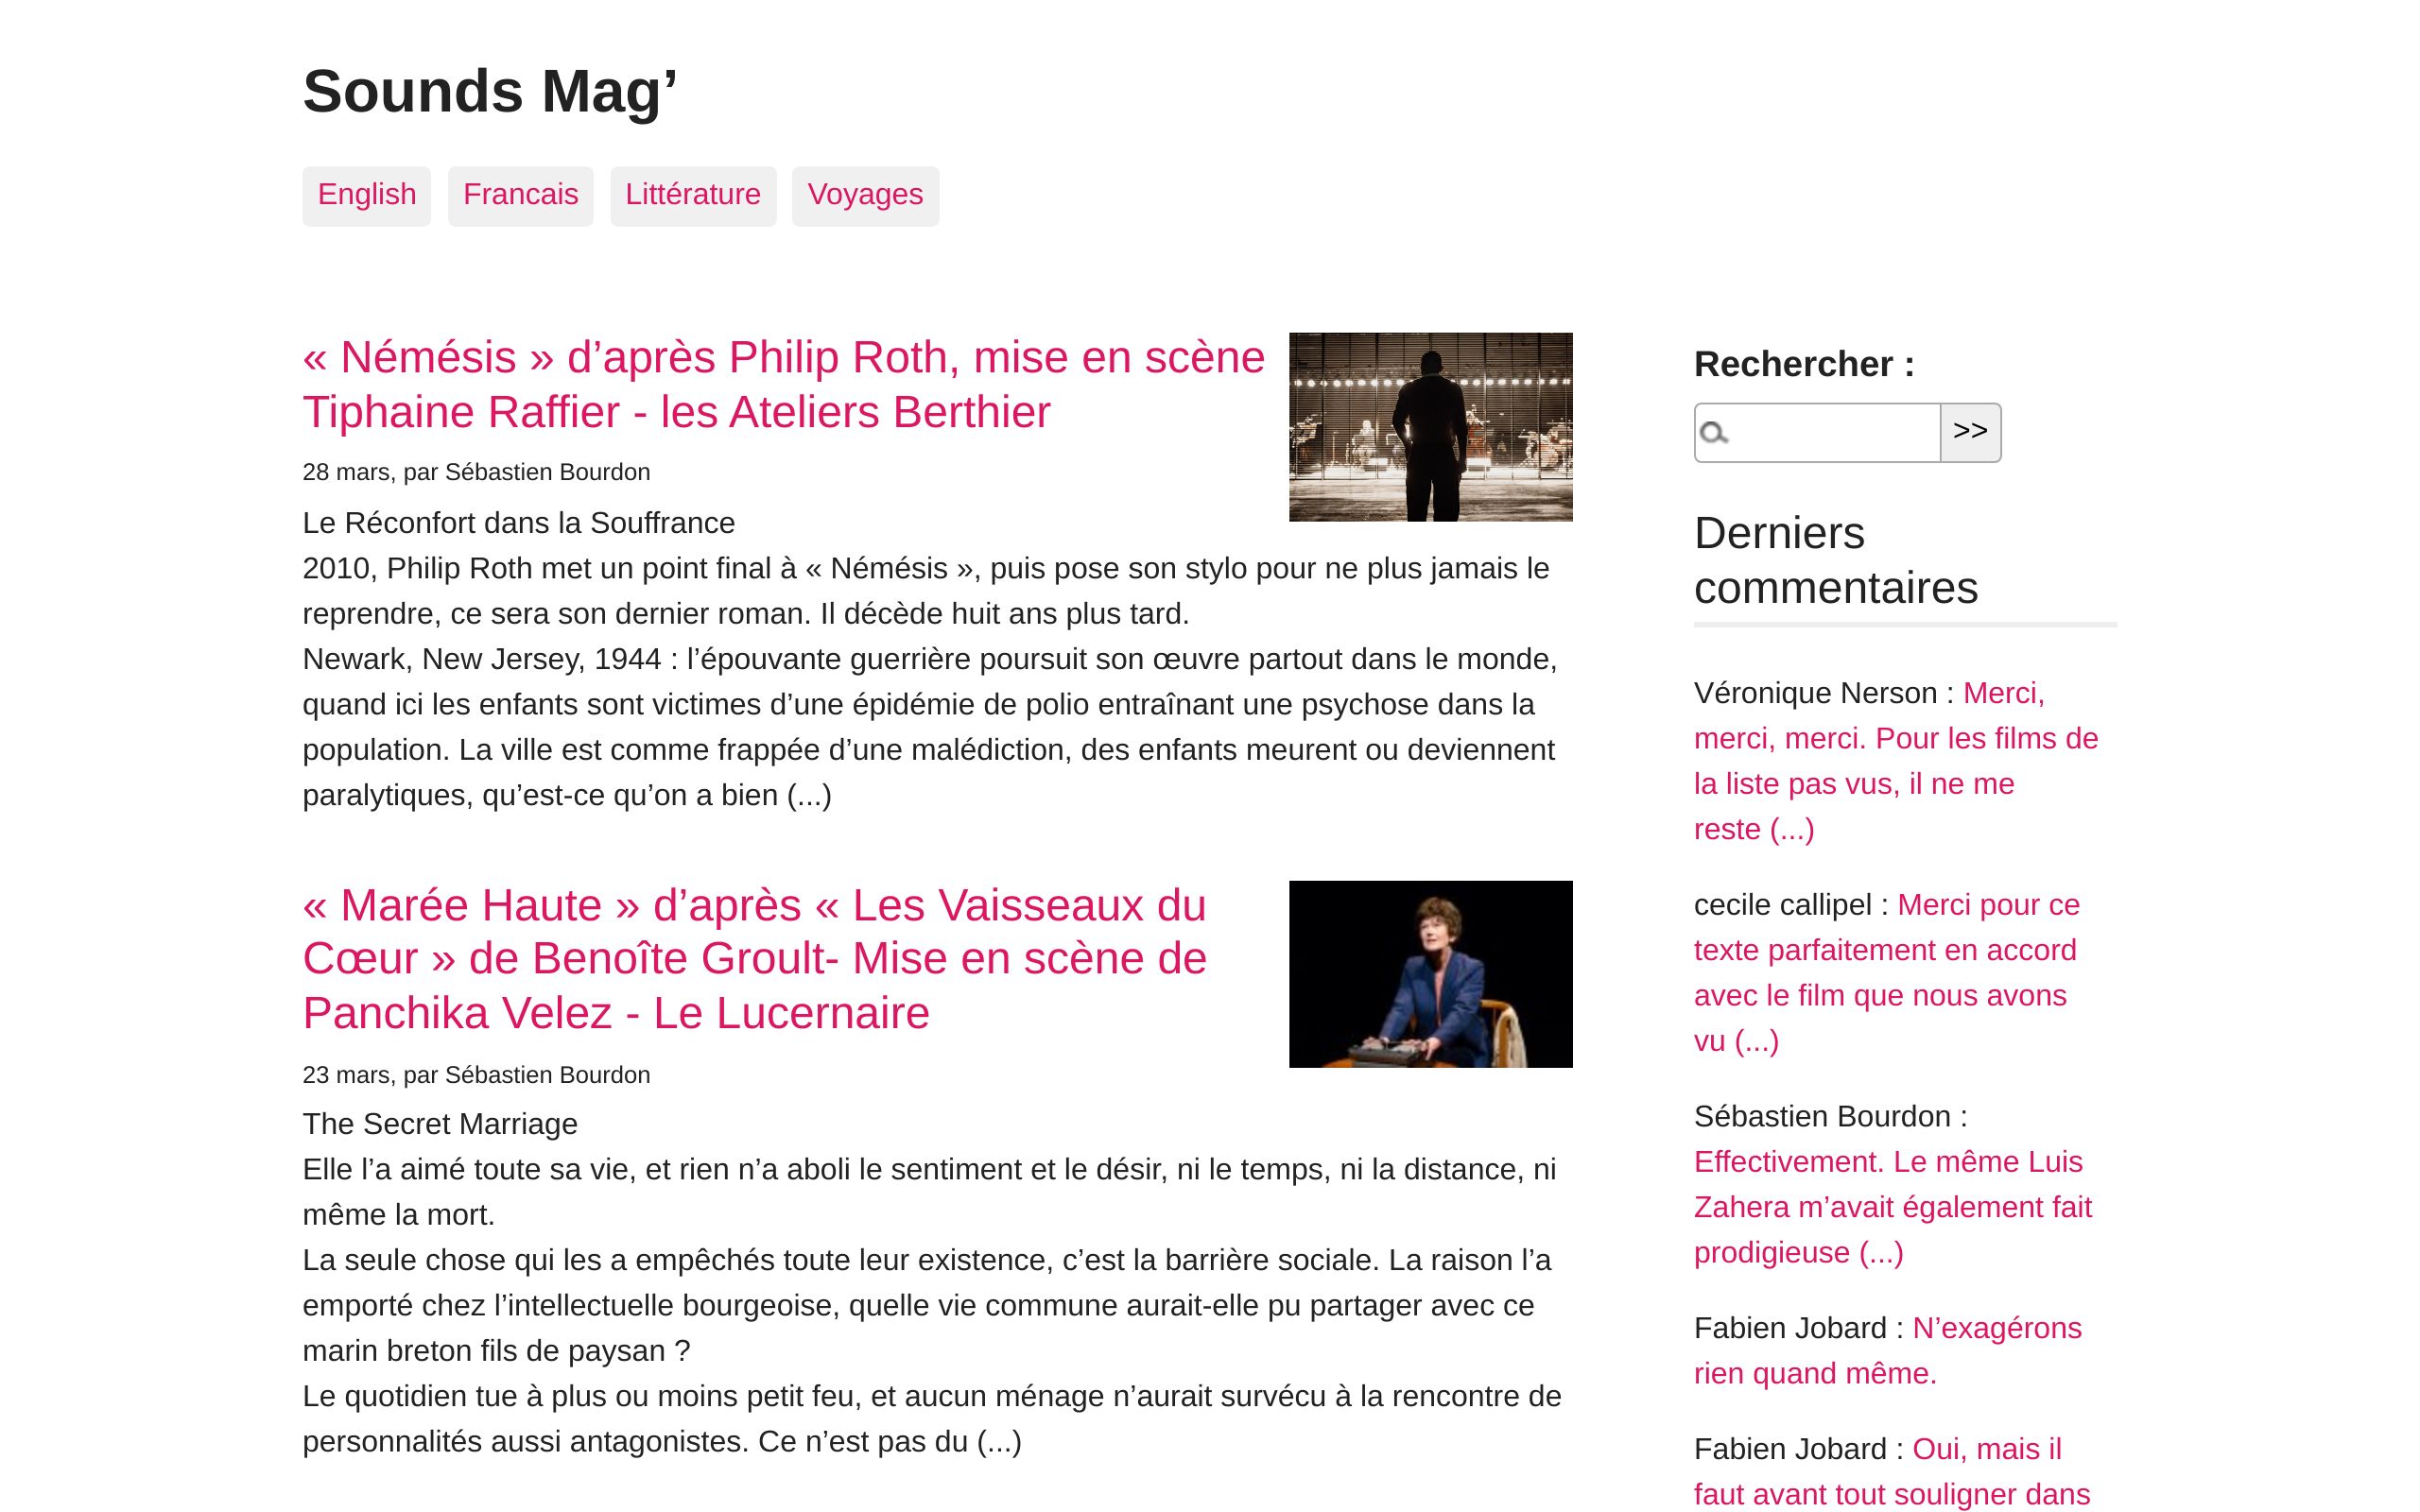 Sounds Mag’
English Francais Littérature Voyages
« Némésis » d’après Philip Roth, mise en scène
Tiphaine Raffier - les Ateliers Berthier
28 mars, par Sébastien Bourdon
Le Réconfort dans la Souffrance
2010, Philip Roth met un point final à « Némésis », puis pose son stylo pour ne plus jamais le
reprendre, ce sera son dernier roman. Il décède huit ans plus tard.
Newark, New Jersey, 1944 : l’épouvante guerrière poursuit son œuvre partout dans le monde,
quand ici les enfants sont victimes d’une épidémie de polio entraînant une psychose dans la
population. La ville est comme frappée d’une malédiction, des enfants meurent ou deviennent
paralytiques, qu’est-ce qu’on a bien (...)
« Marée Haute » d’après « Les Vaisseaux du
Cœur » de Benoîte Groult- Mise en scène de
Panchika Velez - Le Lucernaire
23 mars, par Sébastien Bourdon
The Secret Marriage
Elle l’a aimé toute sa vie, et rien n’a aboli le sentiment et le désir, ni le temps, ni la distance, ni
même la mort.
La seule chose qui les a empêchés toute leur existence, c’est la barrière sociale. La raison l’a
emporté chez l’intellectuelle bourgeoise, quelle vie commune aurait-elle pu partager avec ce
marin breton fils de paysan ?
Le quotidien tue à plus ou moins petit feu, et aucun ménage n’aurait survécu à la rencontre de
personnalités aussi antagonistes. Ce n’est pas du (...)
Rechercher :
>>
Derniers
commentaires
Véronique Nerson : Merci,
merci, merci. Pour les films de
la liste pas vus, il ne me
reste (...)
cecile callipel : Merci pour ce
texte parfaitement en accord
avec le film que nous avons
vu (...)
Sébastien Bourdon :
Effectivement. Le même Luis
Zahera m’avait également fait
prodigieuse (...)
Fabien Jobard : N’exagérons
rien quand même.
Fabien Jobard : Oui, mais il
faut avant tout souligner dans